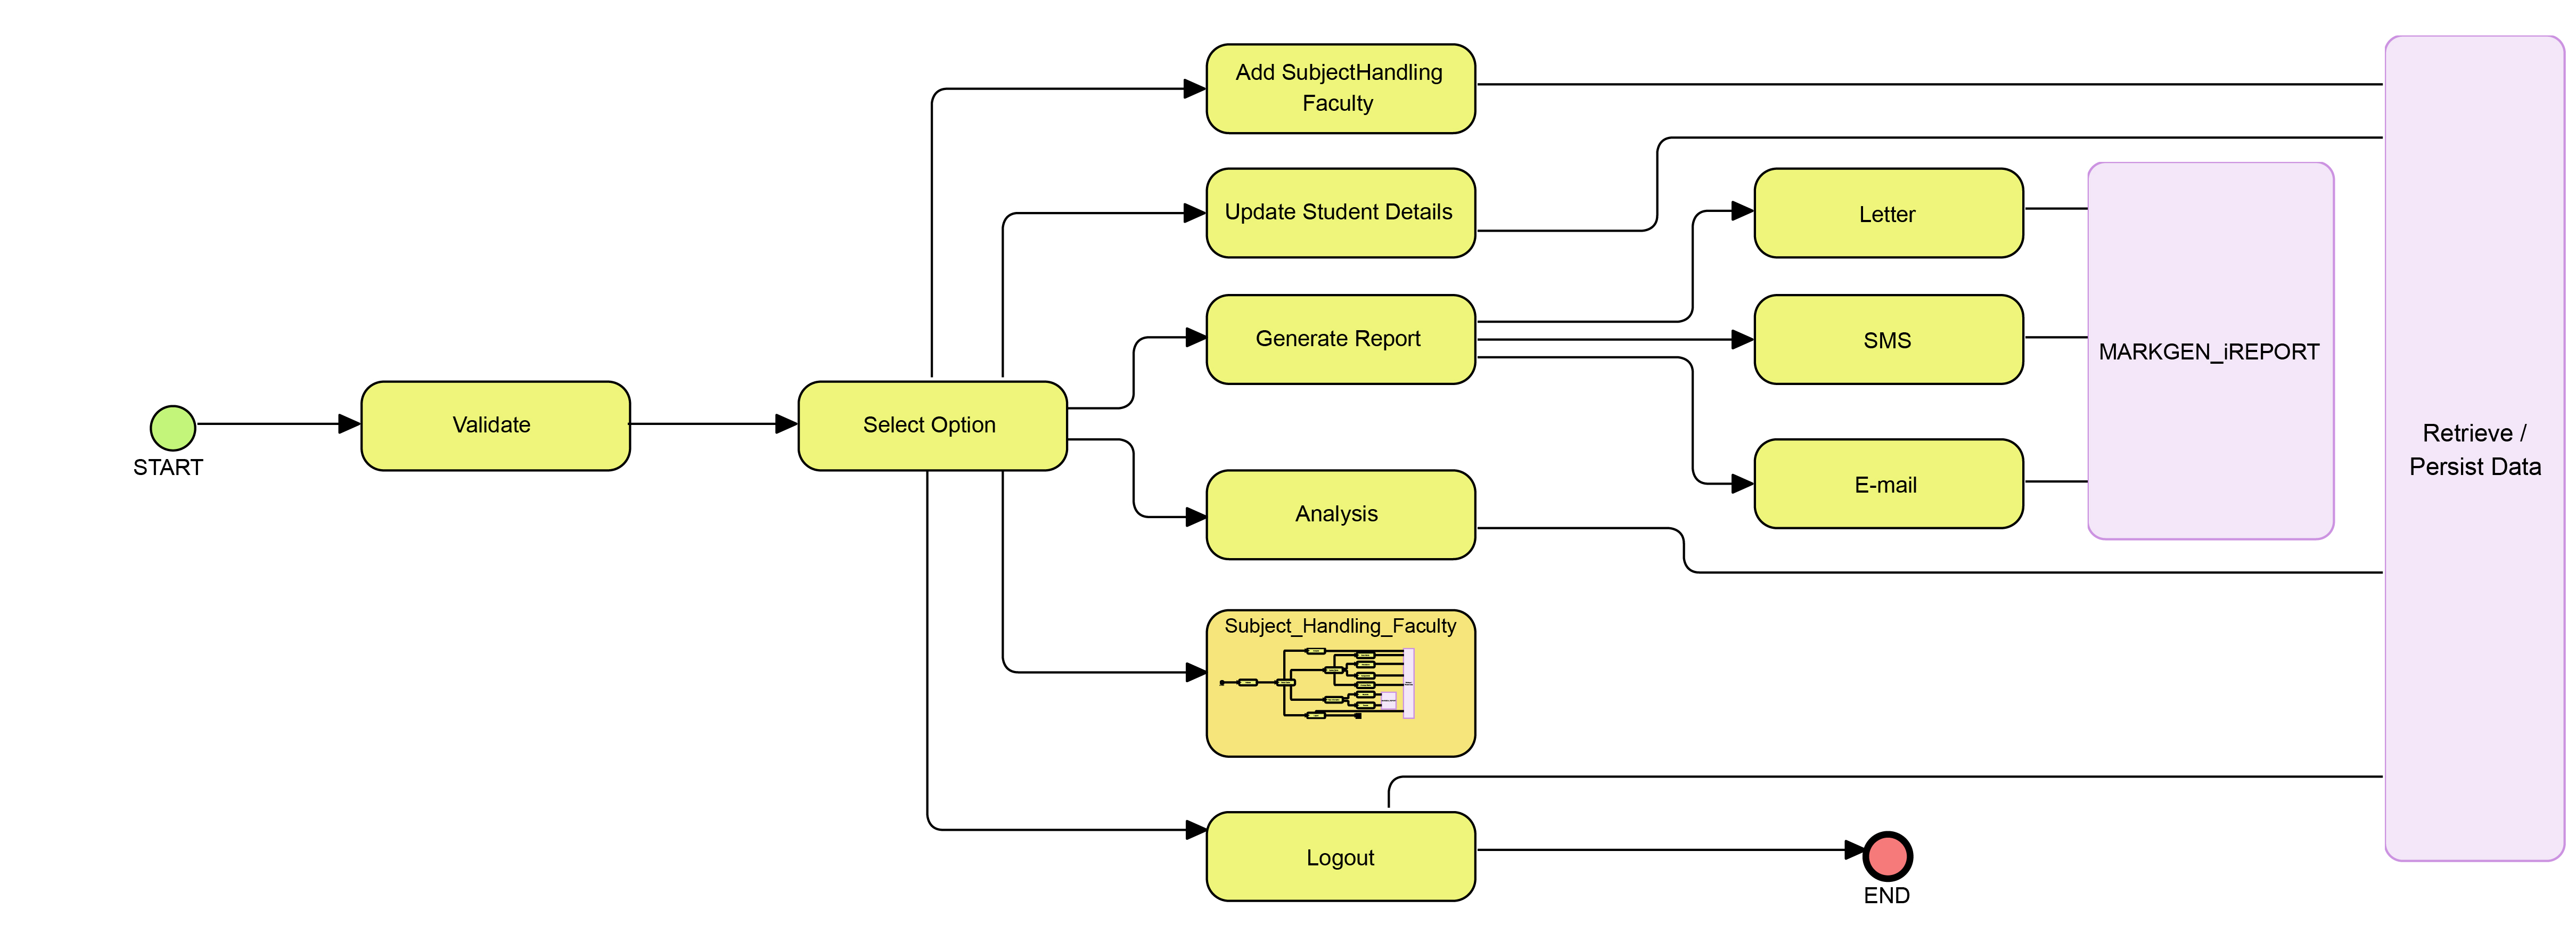 Add SubjectHandling
Faculty
Update Student Details
Letter
Generate Report
SMS
MARKGEN_iREPORT
START
Validate
Select Option
Retrieve /
Persist Data
E-mail
Analysis
Subject_Handling_Faculty
Logout
END